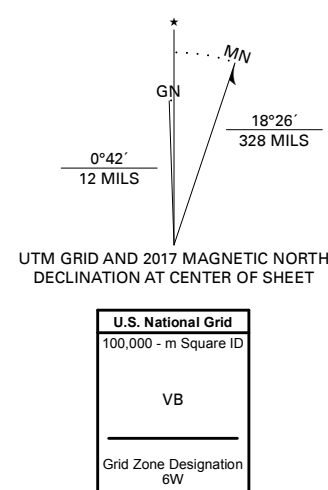 ★
MN
GN
18°26´
328 MILS
0°42´
12 MILS
UTM GRID AND 2017 MAGNETIC NORTH
DECLINATION AT CENTER OF SHEET
U.S. National Grid
100,000 - m Square ID
VB
Grid Zone Designation
6W